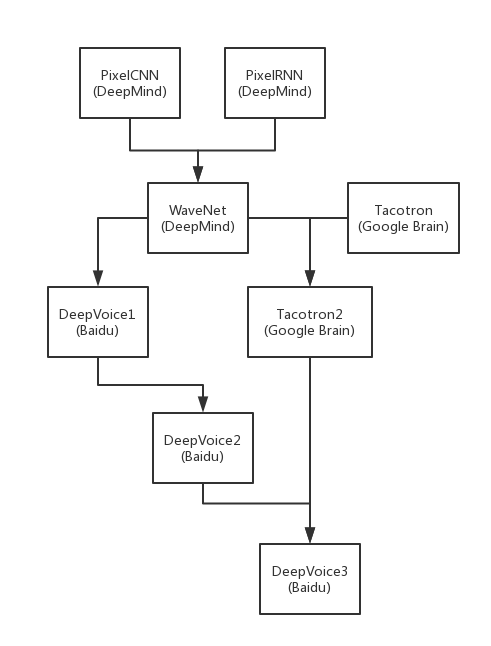 PixelCNN
(DeepMind)
PixelRNN
(DeepMind)
WaveNet
(DeepMind)
Tacotron
(Google Brain)
DeepVoice1
(Baidu)
Tacotron2
(Google Brain)
DeepVoice2
(Baidu)
DeepVoice3
(Baidu)